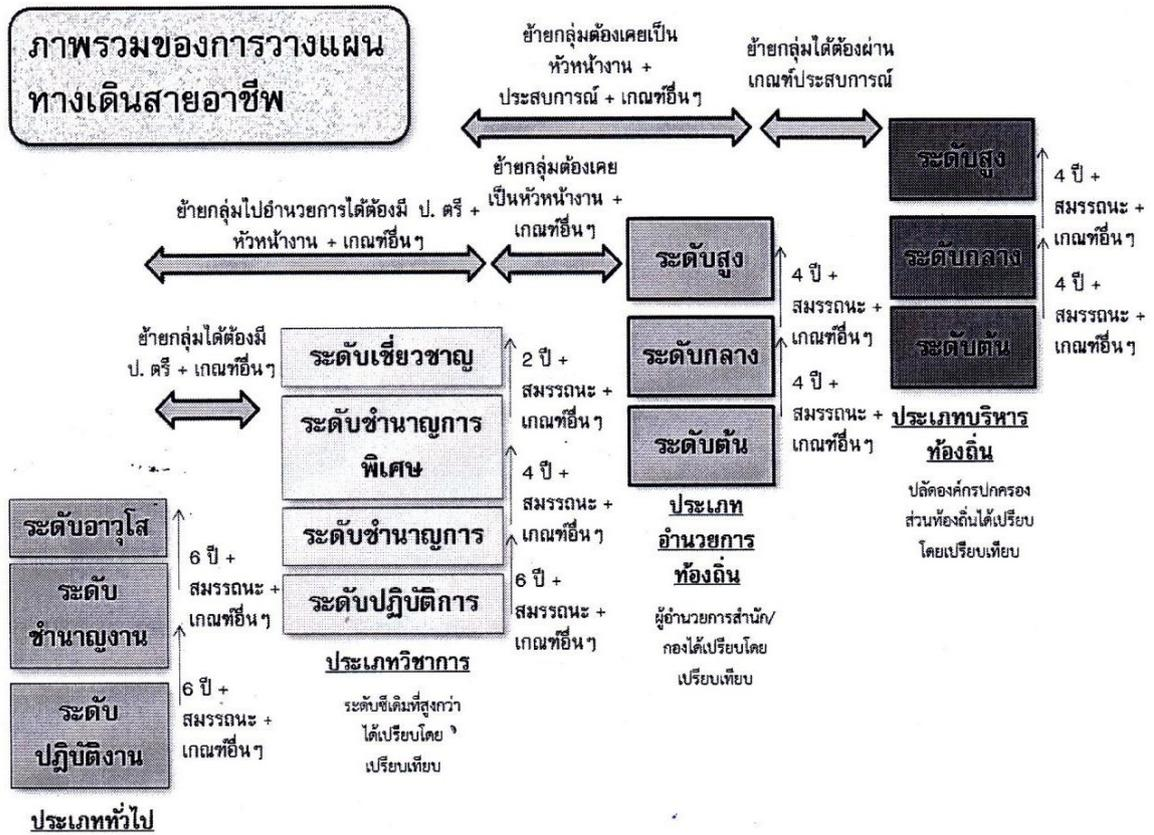 ภาพรวมของการวางแผน
ทางเดินสายอาชีพ
ย้ายกลุ่มต้องเคยเป็น
หัวหน้างาน +
ประสบการณ์ + เกณฑ์อื่นๆ
ย้ายกลุ่มได้ต้องผ่าน
เกณฑ์ประสบการณ์
ย้ายกลุ่มต้องเคย
เป็นหัวหน้างาน +
เกณฑ์อื่นๆ
ย้ายกลุ่มไปอำนวยการได้ต้องมี ป. ตรี +
หัวหน้างาน + เกณฑ์อื่นๆ
ย้ายกลุ่มได้ต้องมี
ป. ตรี + เกณฑ์อื่นๆ
ระดับอาวุโส
6 ปี +
สมรรถนะ +
เกณฑ์อื่นๆ
ระดับ
ชำนาญงาน
6 ปี +
สมรรถนะ +
เกณฑ์อื่นๆ
ระดับ
ปฎิบัติงาน
ประเภททั่วไป
ระดับเชี่ยวชาญ
2 ปี +
สมรรถนะ +
เกณฑ์อื่นๆ
ระดับชำนาญการ
พิเศษ
4 ปี +
สมรรถนะ +
เกณฑ์อื่นๆ
ระดับชำนาญการ
6 ปี +
สมรรถนะ +
เกณฑ์อื่นๆ
ระดับปฏิบัติการ
ประเภทวิชาการ
ระดับซีเดิมที่สูงกว่า
ได้เปรียบโดย
เปรียบเทียบ
ระดับสูง
4 ปี +
สมรรถนะ +
เกณฑ์อื่นๆ
ระดับกลาง
4 ปี +
สมรรถนะ +
เกณฑ์อื่นๆ
ระดับต้น
ประเภท
อำนวยการ
ท้องถิ่น
ผู้อำนวยการสำนัก/
กองได้เปรียบโดย
เปรียบเทียบ
ระดับสูง
4 ปี +
สมรรถนะ +
เกณฑ์อื่นๆ
ระดับกลาง
4 ปี +
สมรรถนะ +
เกณฑ์อื่นๆ
ระดับต้น
ประเภทบริหาร
ท้องถิ่น
ปลัดองค์กรปกครอง
ส่วนท้องถิ่นได้เปรียบ
โดยเปรียบเทียบ